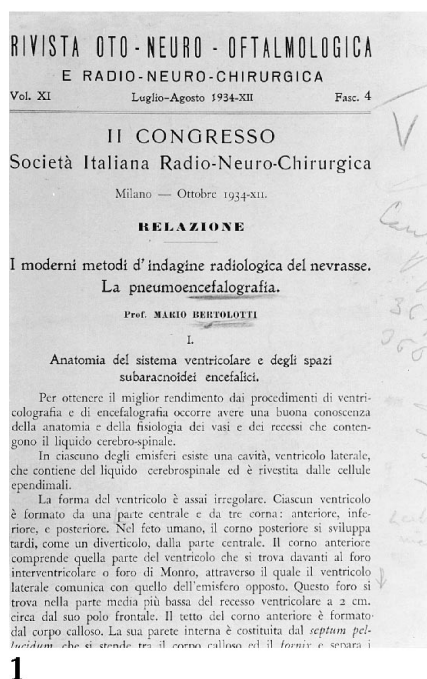 RIVISTA OTO-NEURO-OFTALMOLOGICA
E RADIO-NEURO-CHIRURGICA
Vol. XI Luglio-Agosto 1934-XII Fasc. 4
II CONGRESSO
Società Italiana Radio-Neuro-Chirurgica
Milano — Ottobre 1934-XII.
RELAZIONE
I moderni metodi d'indagine radiologica del nevrasse.
La pneumoencefalografia.
Prof. MARIO BERTOLOTTI
I.
Anatomia del sistema ventricolare e degli spazi
subaracnoidei encefalici.
Per ottenere il miglior rendimento dai procedimenti di ventri-
colografia e di encefalografia occorre avere una buona conoscenza
della anatomia e della fisiologia dei vasi e dei recessi che conten-
gono il liquido cerebro-spinale.
In ciascuno degli emisferi esiste una cavità, ventricolo laterale,
che contiene del liquido cerebrospinale ed è rivestita dalle cellule
ependimali.
La forma del ventricolo è assai irregolare. Ciascun ventricolo
è formato da una parte centrale e da tre corna: anteriore, infe-
riore, e posteriore. Nel feto umano, il corno posteriore si sviluppa
tardi, come un diverticolo, dalla parte centrale. Il corno anteriore
comprende quella parte del ventricolo che si trova davanti al foro
interventricolare o foro di Monro, attraverso il quale il ventricolo
laterale comunica con quello dell'emisfero opposto. Questo foro si
trova nella parte media più bassa del recesso ventricolare a 2 cm.
circa dal suo polo frontale. Il tetto del corno anteriore è formato
dal corpo calloso. La sua parete interna è costituita dal septum pel-
lucidum che si stende tra il corpo calloso ed il fornix e separa i
1